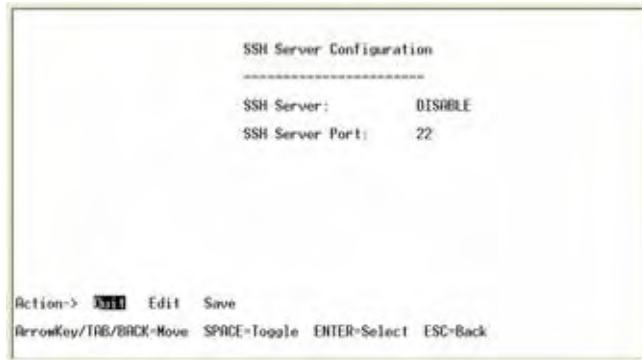 SSH Server Configuration
-----------------------
SSH Server: DISABLE
SSH Server Port: 22
Action-> Quit Edit Save
ArrowKey/TAB/BACK=Move SPACE=Toggle ENTER=Select ESC=Back